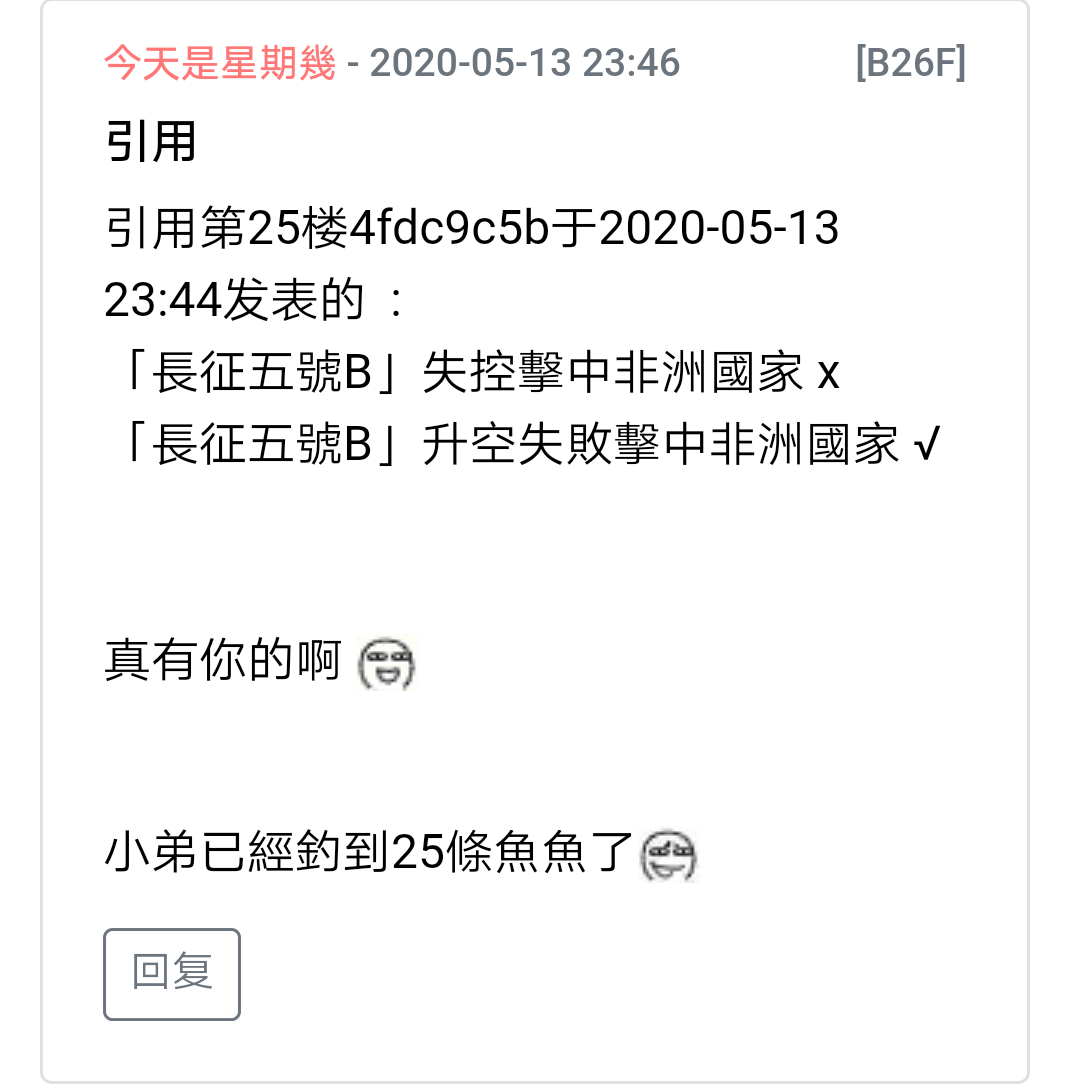 今天是星期幾 - 2020-05-13 23:46 [B26F]
引用
引用第25楼4fdc9c5b于2020-05-13
23:44发表的 ：
「長征五號B」失控擊中非洲國家 x
「長征五號B」升空失敗擊中非洲國家 √
真有你的啊
小弟已經釣到25條魚魚了
回复